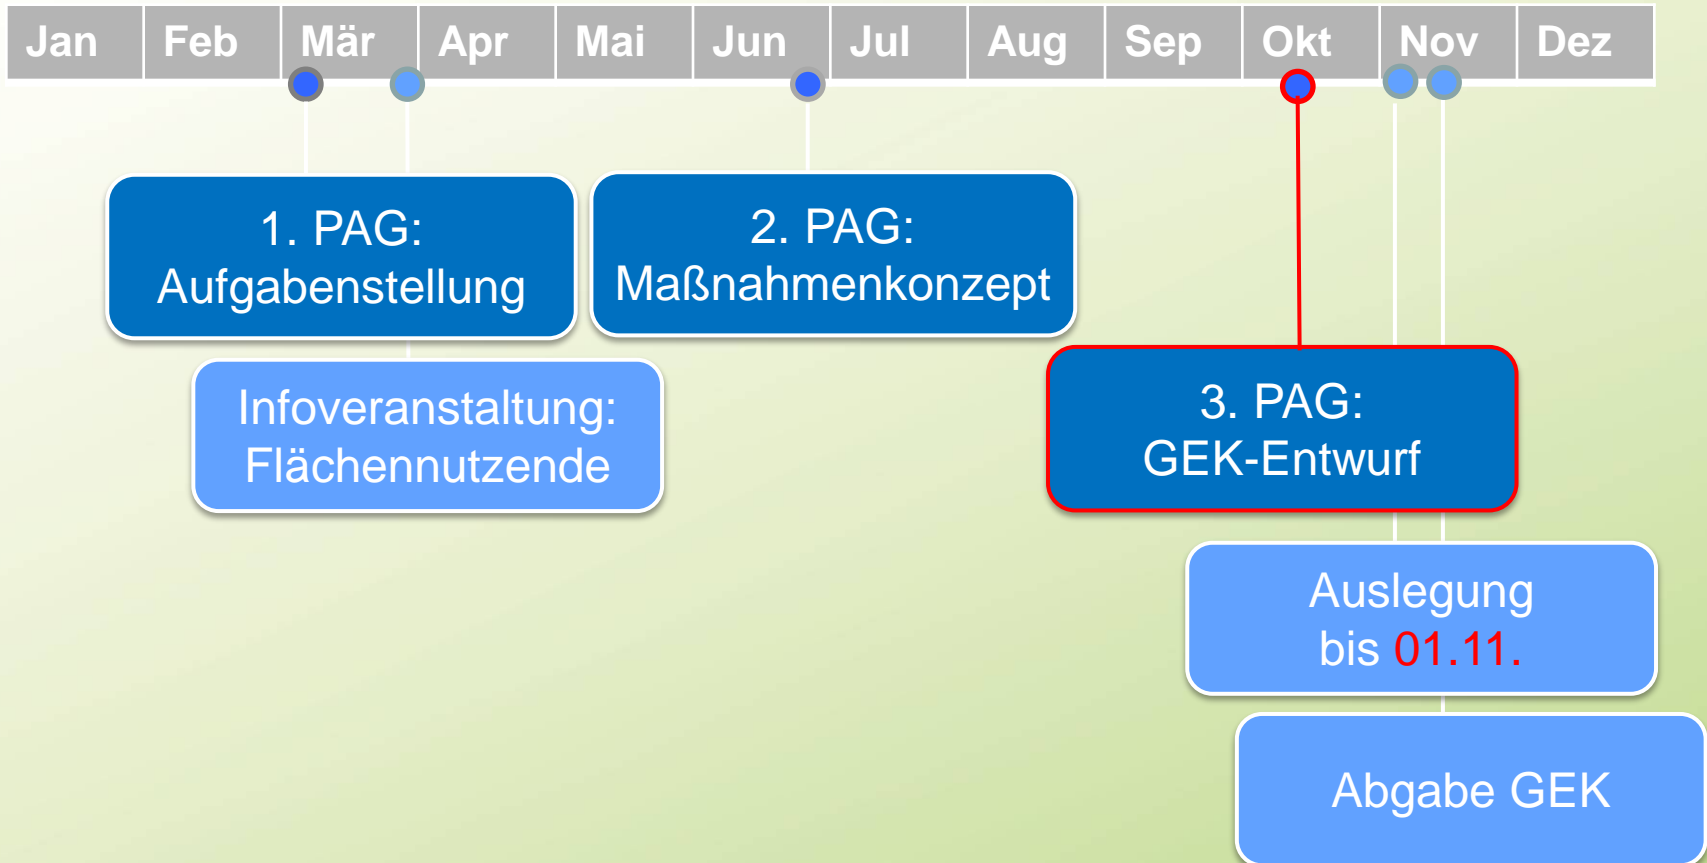 Jan Feb Mär Apr Mai Jun Jul Aug Sep Okt Nov Dez
1. PAG:
Aufgabenstellung
2. PAG:
Maßnahmenkonzept
Infoveranstaltung:
Flächennutzende
3. PAG:
GEK-Entwurf
Auslegung
bis 01.11.
Abgabe GEK